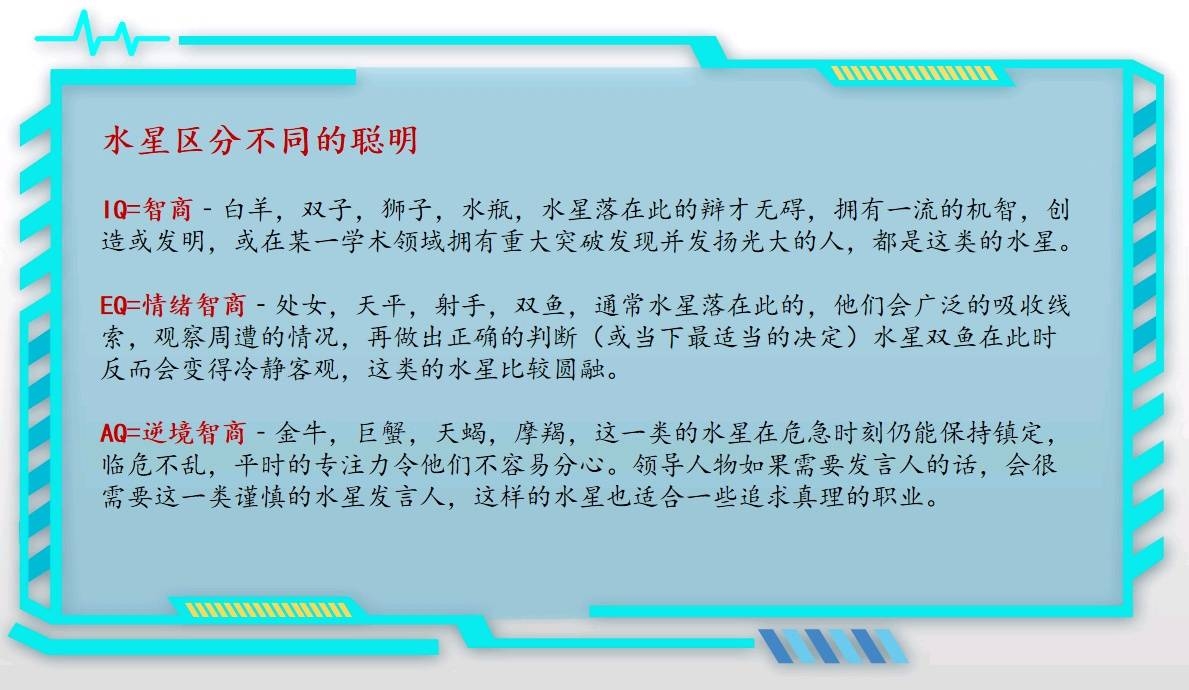 水星区分不同的聪明
IQ=智商 - 白羊，双子，狮子，水瓶，水星落在此的辩才无碍，拥有一流的机智，创
造或发明，或在某一学术领域拥有重大突破发现并发扬光大的人，都是这类的水星。
EQ=情绪智商 - 处女，天平，射手，双鱼，通常水星落在此的，他们会广泛的吸收线
索，观察周遭的情况，再做出正确的判断（或当下最适当的决定）水星双鱼在此时
反而会变得冷静客观，这类的水星比较圆融。
AQ=逆境智商 - 金牛，巨蟹，天蝎，摩羯，这一类的水星在危急时刻仍能保持镇定，
临危不乱，平时的专注力令他们不容易分心。领导人物如果需要发言人的话，会很
需要这一类谨慎的水星发言人，这样的水星也适合一些追求真理的职业。